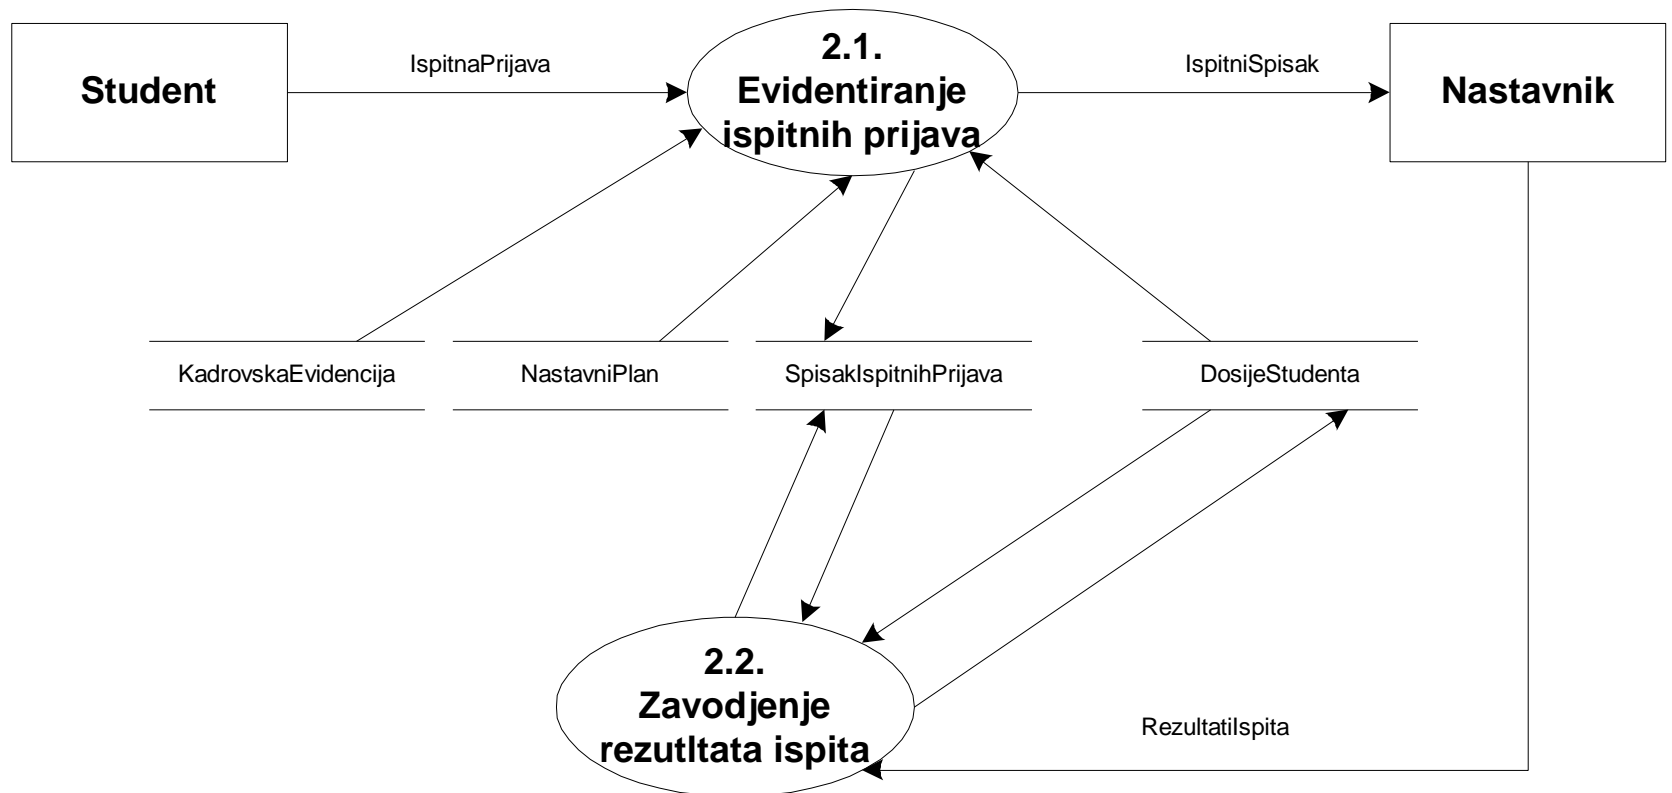 Student
IspitnaPrijava
2.1.
Evidentiranje
ispitnih prijava
IspitniSpisak
Nastavnik
KadrovskaEvidencija
NastavniPlan
SpisakIspitnihPrijava
DosijeStudenta
2.2.
Zavodjenje
rezutltata ispita
RezultatiIspita